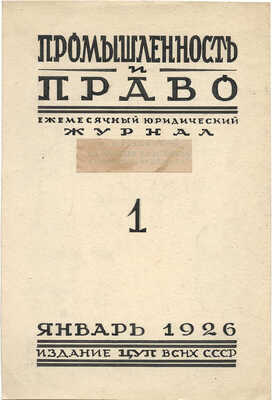 ПРОМЫШЛЕННОСТЬ
И
ПРАВО
ЕЖЕМЕСЯЧНЫЙ ЮРИДИЧЕСКИЙ
ЖУРНАЛ
1
ЯНВАРЬ 1926
ИЗДАНИЕ ЦУП ВСНХ СССР